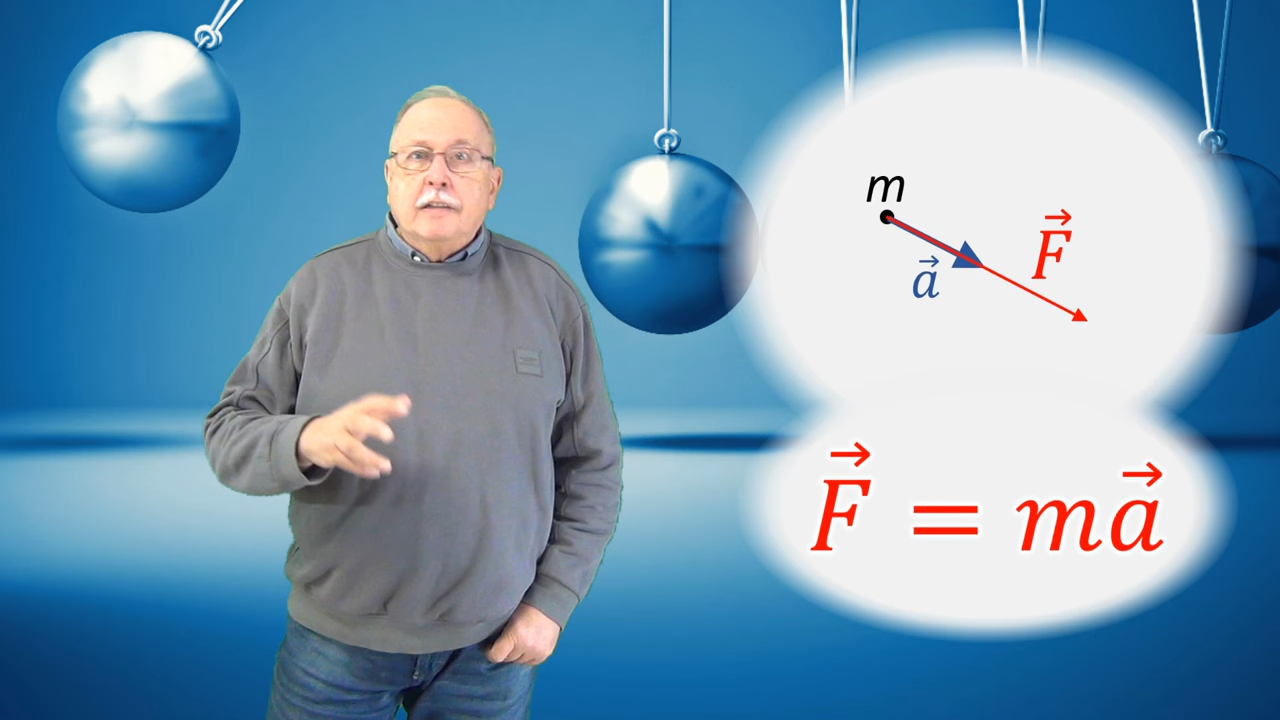 m
F⃗
a⃗
F⃗ = ma⃗